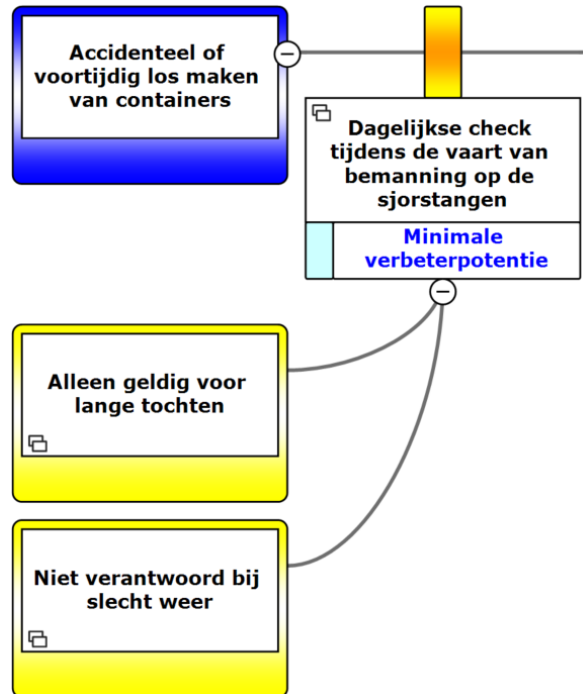 Accidenteel of
voortijdig los maken
van containers
Dagelijkse check
tijdens de vaart van
bemanning op de
sjorstangen
Minimale
verbeterpotentie
Alleen geldig voor
lange tochten
Niet verantwoord bij
slecht weer